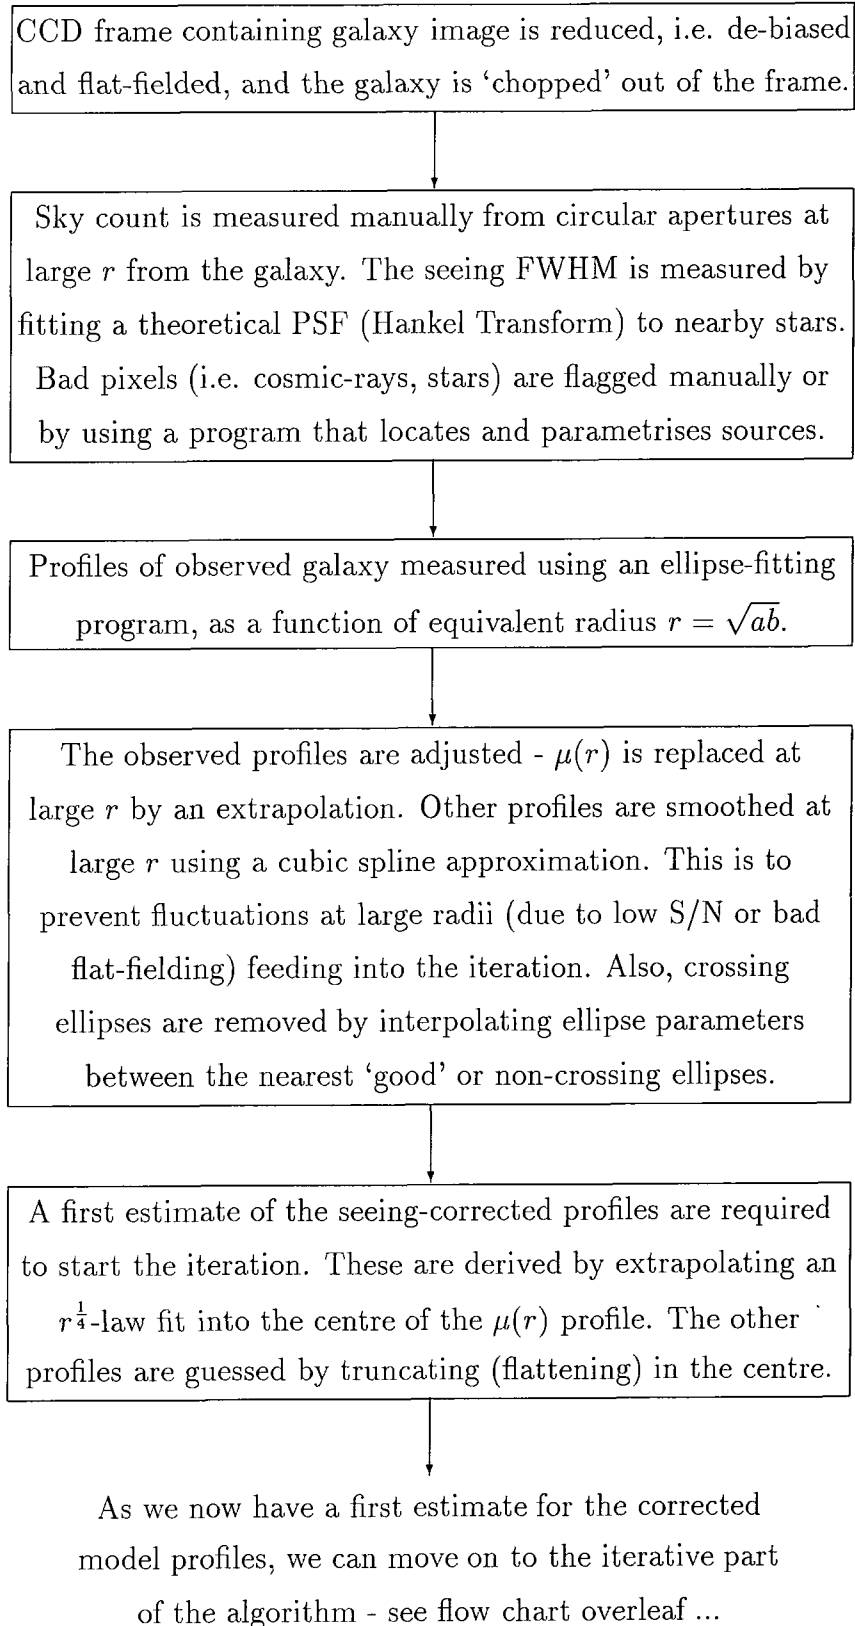 CCD frame containing galaxy image is reduced, i.e. de-biased
and flat-fielded, and the galaxy is ‘chopped’ out of the frame.
Sky count is measured manually from circular apertures at
large r from the galaxy. The seeing FWHM is measured by
fitting a theoretical PSF (Hankel Transform) to nearby stars.
Bad pixels (i.e. cosmic-rays, stars) are flagged manually or
by using a program that locates and parametrises sources.
Profiles of observed galaxy measured using an ellipse-fitting
program, as a function of equivalent radius r = √ab.
The observed profiles are adjusted - μ(r) is replaced at
large r by an extrapolation. Other profiles are smoothed at
large r using a cubic spline approximation. This is to
prevent fluctuations at large radii (due to low S/N or bad
flat-fielding) feeding into the iteration. Also, crossing
ellipses are removed by interpolating ellipse parameters
between the nearest ‘good’ or non-crossing ellipses.
A first estimate of the seeing-corrected profiles are required
to start the iteration. These are derived by extrapolating an
r^{1/4}-law fit into the centre of the μ(r) profile. The other
profiles are guessed by truncating (flattening) in the centre.
As we now have a first estimate for the corrected
model profiles, we can move on to the iterative part
of the algorithm - see flow chart overleaf ...